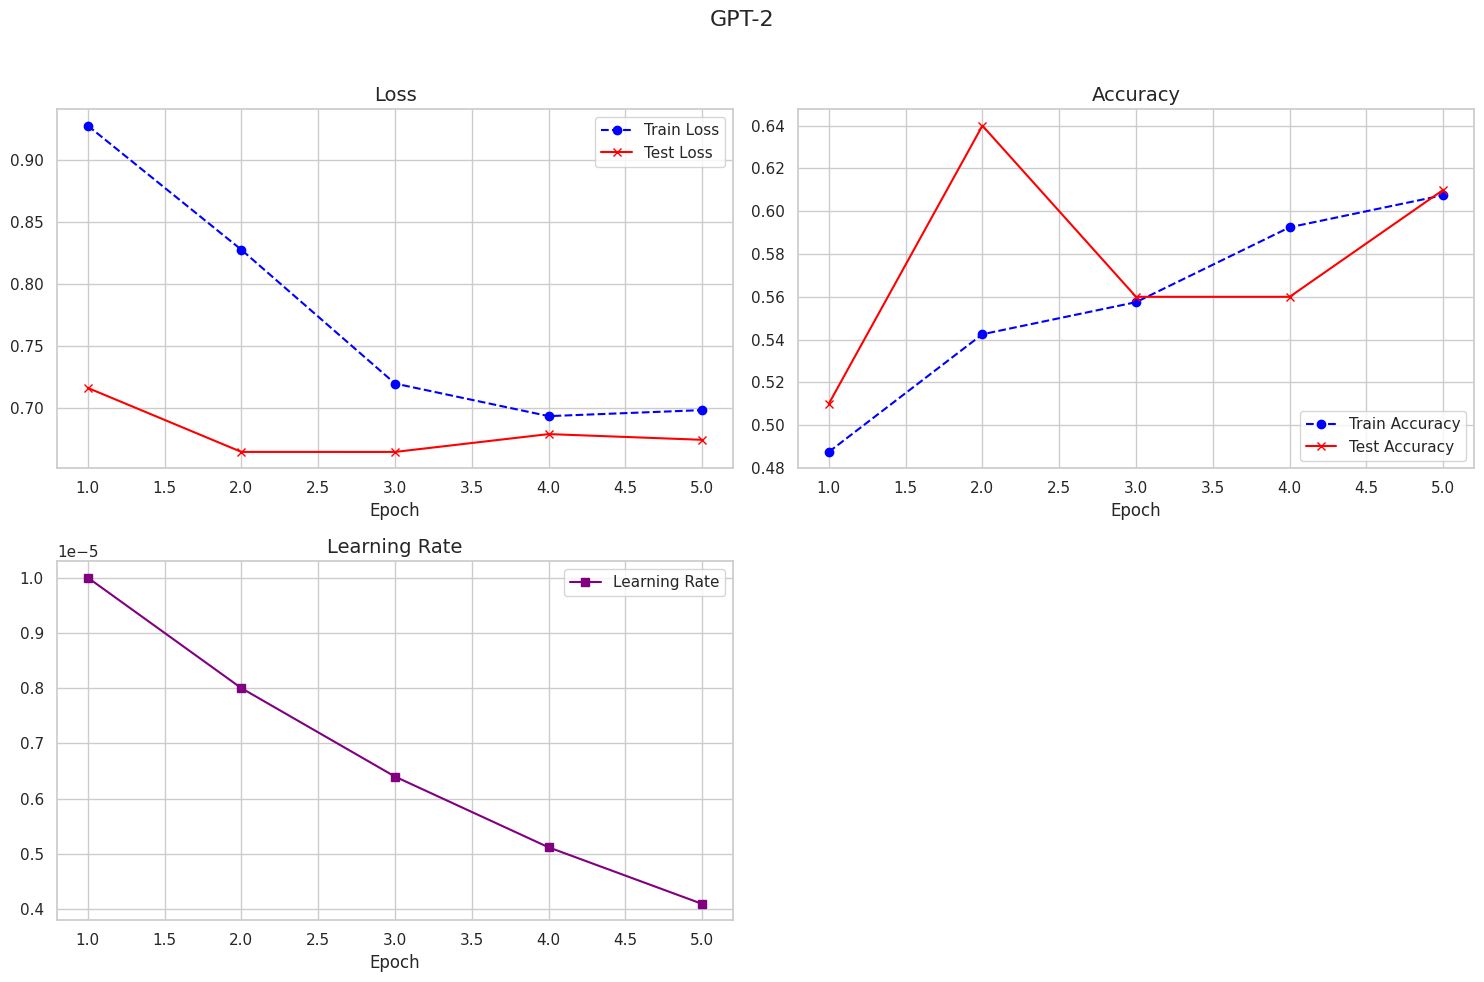 GPT-2
Loss
Train Loss
Test Loss
0.90
0.85
0.80
0.75
0.70
1.0 1.5 2.0 2.5 3.0 3.5 4.0 4.5 5.0
Epoch
Accuracy
0.64
0.62
0.60
0.58
0.56
0.54
0.52
0.50
0.48
Train Accuracy
Test Accuracy
1.0 1.5 2.0 2.5 3.0 3.5 4.0 4.5 5.0
Epoch
Learning Rate
1e−5
Learning Rate
1.0
0.9
0.8
0.7
0.6
0.5
0.4
1.0 1.5 2.0 2.5 3.0 3.5 4.0 4.5 5.0
Epoch